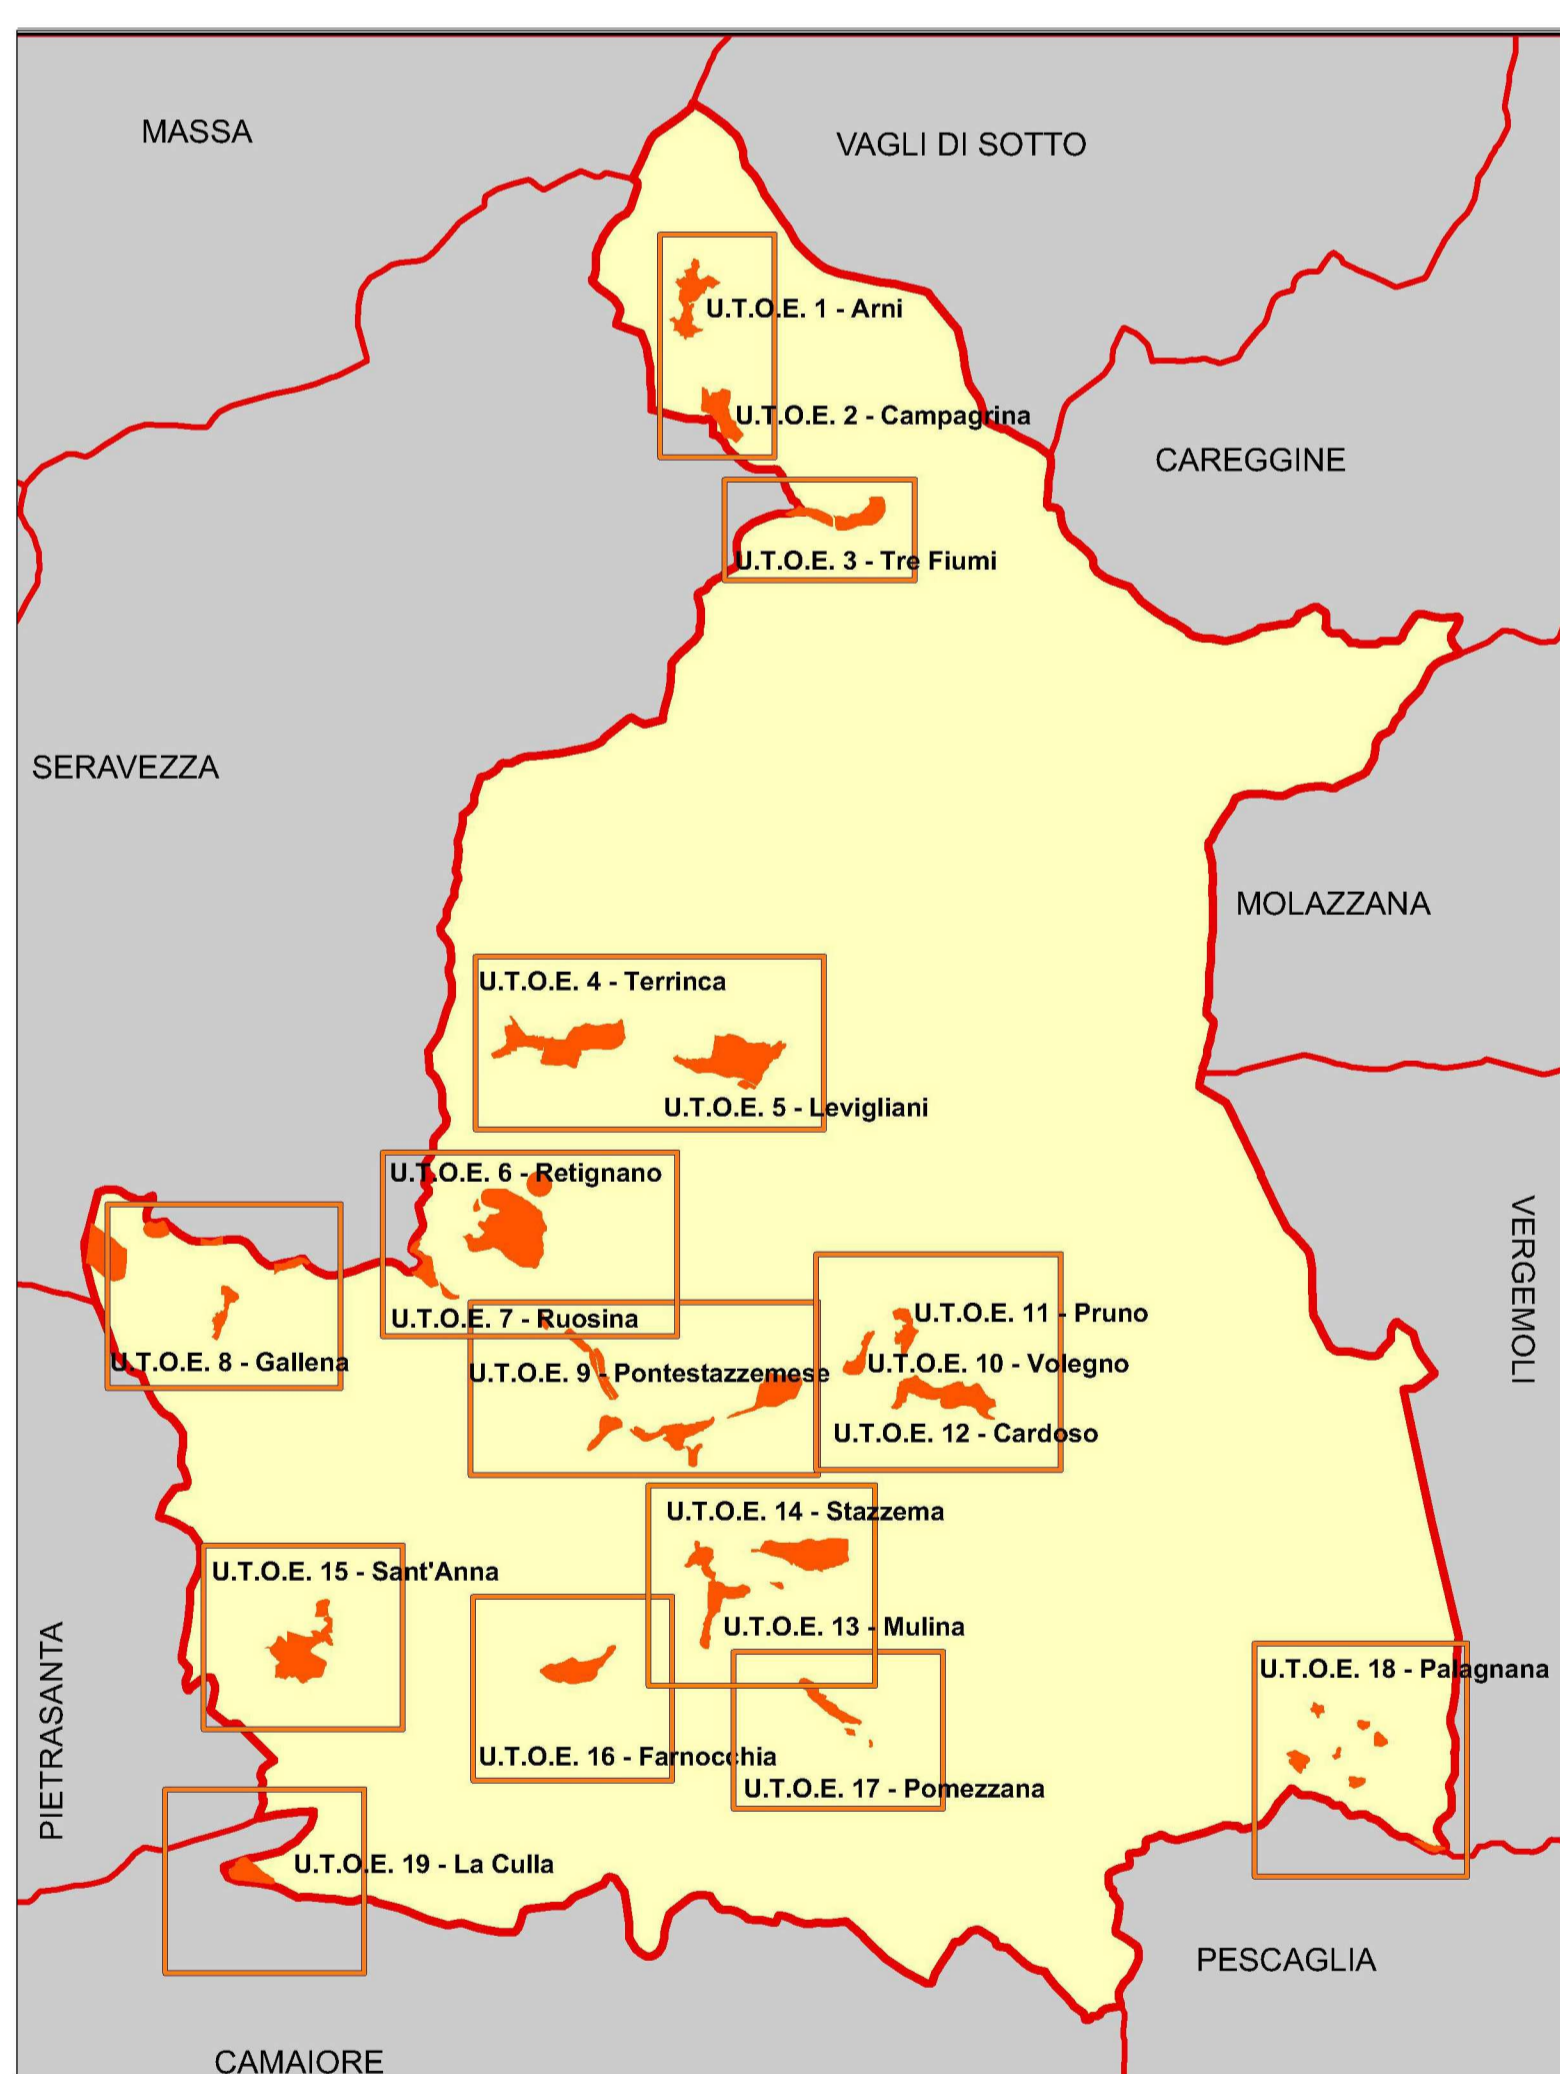 MASSA
VAGLI DI SOTTO
U.T.O.E. 1 - Arni
U.T.O.E. 2 - Campagrina
CAREGGINE
U.T.O.E. 3 - Tre Fiumi
SERAVEZZA
MOLAZZANA
U.T.O.E. 4 - Terrinca
U.T.O.E. 5 - Levigliani
U.T.O.E. 6 - Retignano
VERGEMOLI
U.T.O.E. 7 - Ruosina
U.T.O.E. 11 - Pruno
U.T.O.E. 8 - Gallena
U.T.O.E. 10 - Volegno
U.T.O.E. 9 - Pontestazzemese
U.T.O.E. 12 - Cardoso
U.T.O.E. 14 - Stazzema
U.T.O.E. 15 - Sant'Anna
U.T.O.E. 13 - Mulina
PIETRASANTA
U.T.O.E. 18 - Palagnana
U.T.O.E. 16 - Farnocchia
U.T.O.E. 17 - Pomezzana
U.T.O.E. 19 - La Culla
PESCAGLIA
CAMAIORE